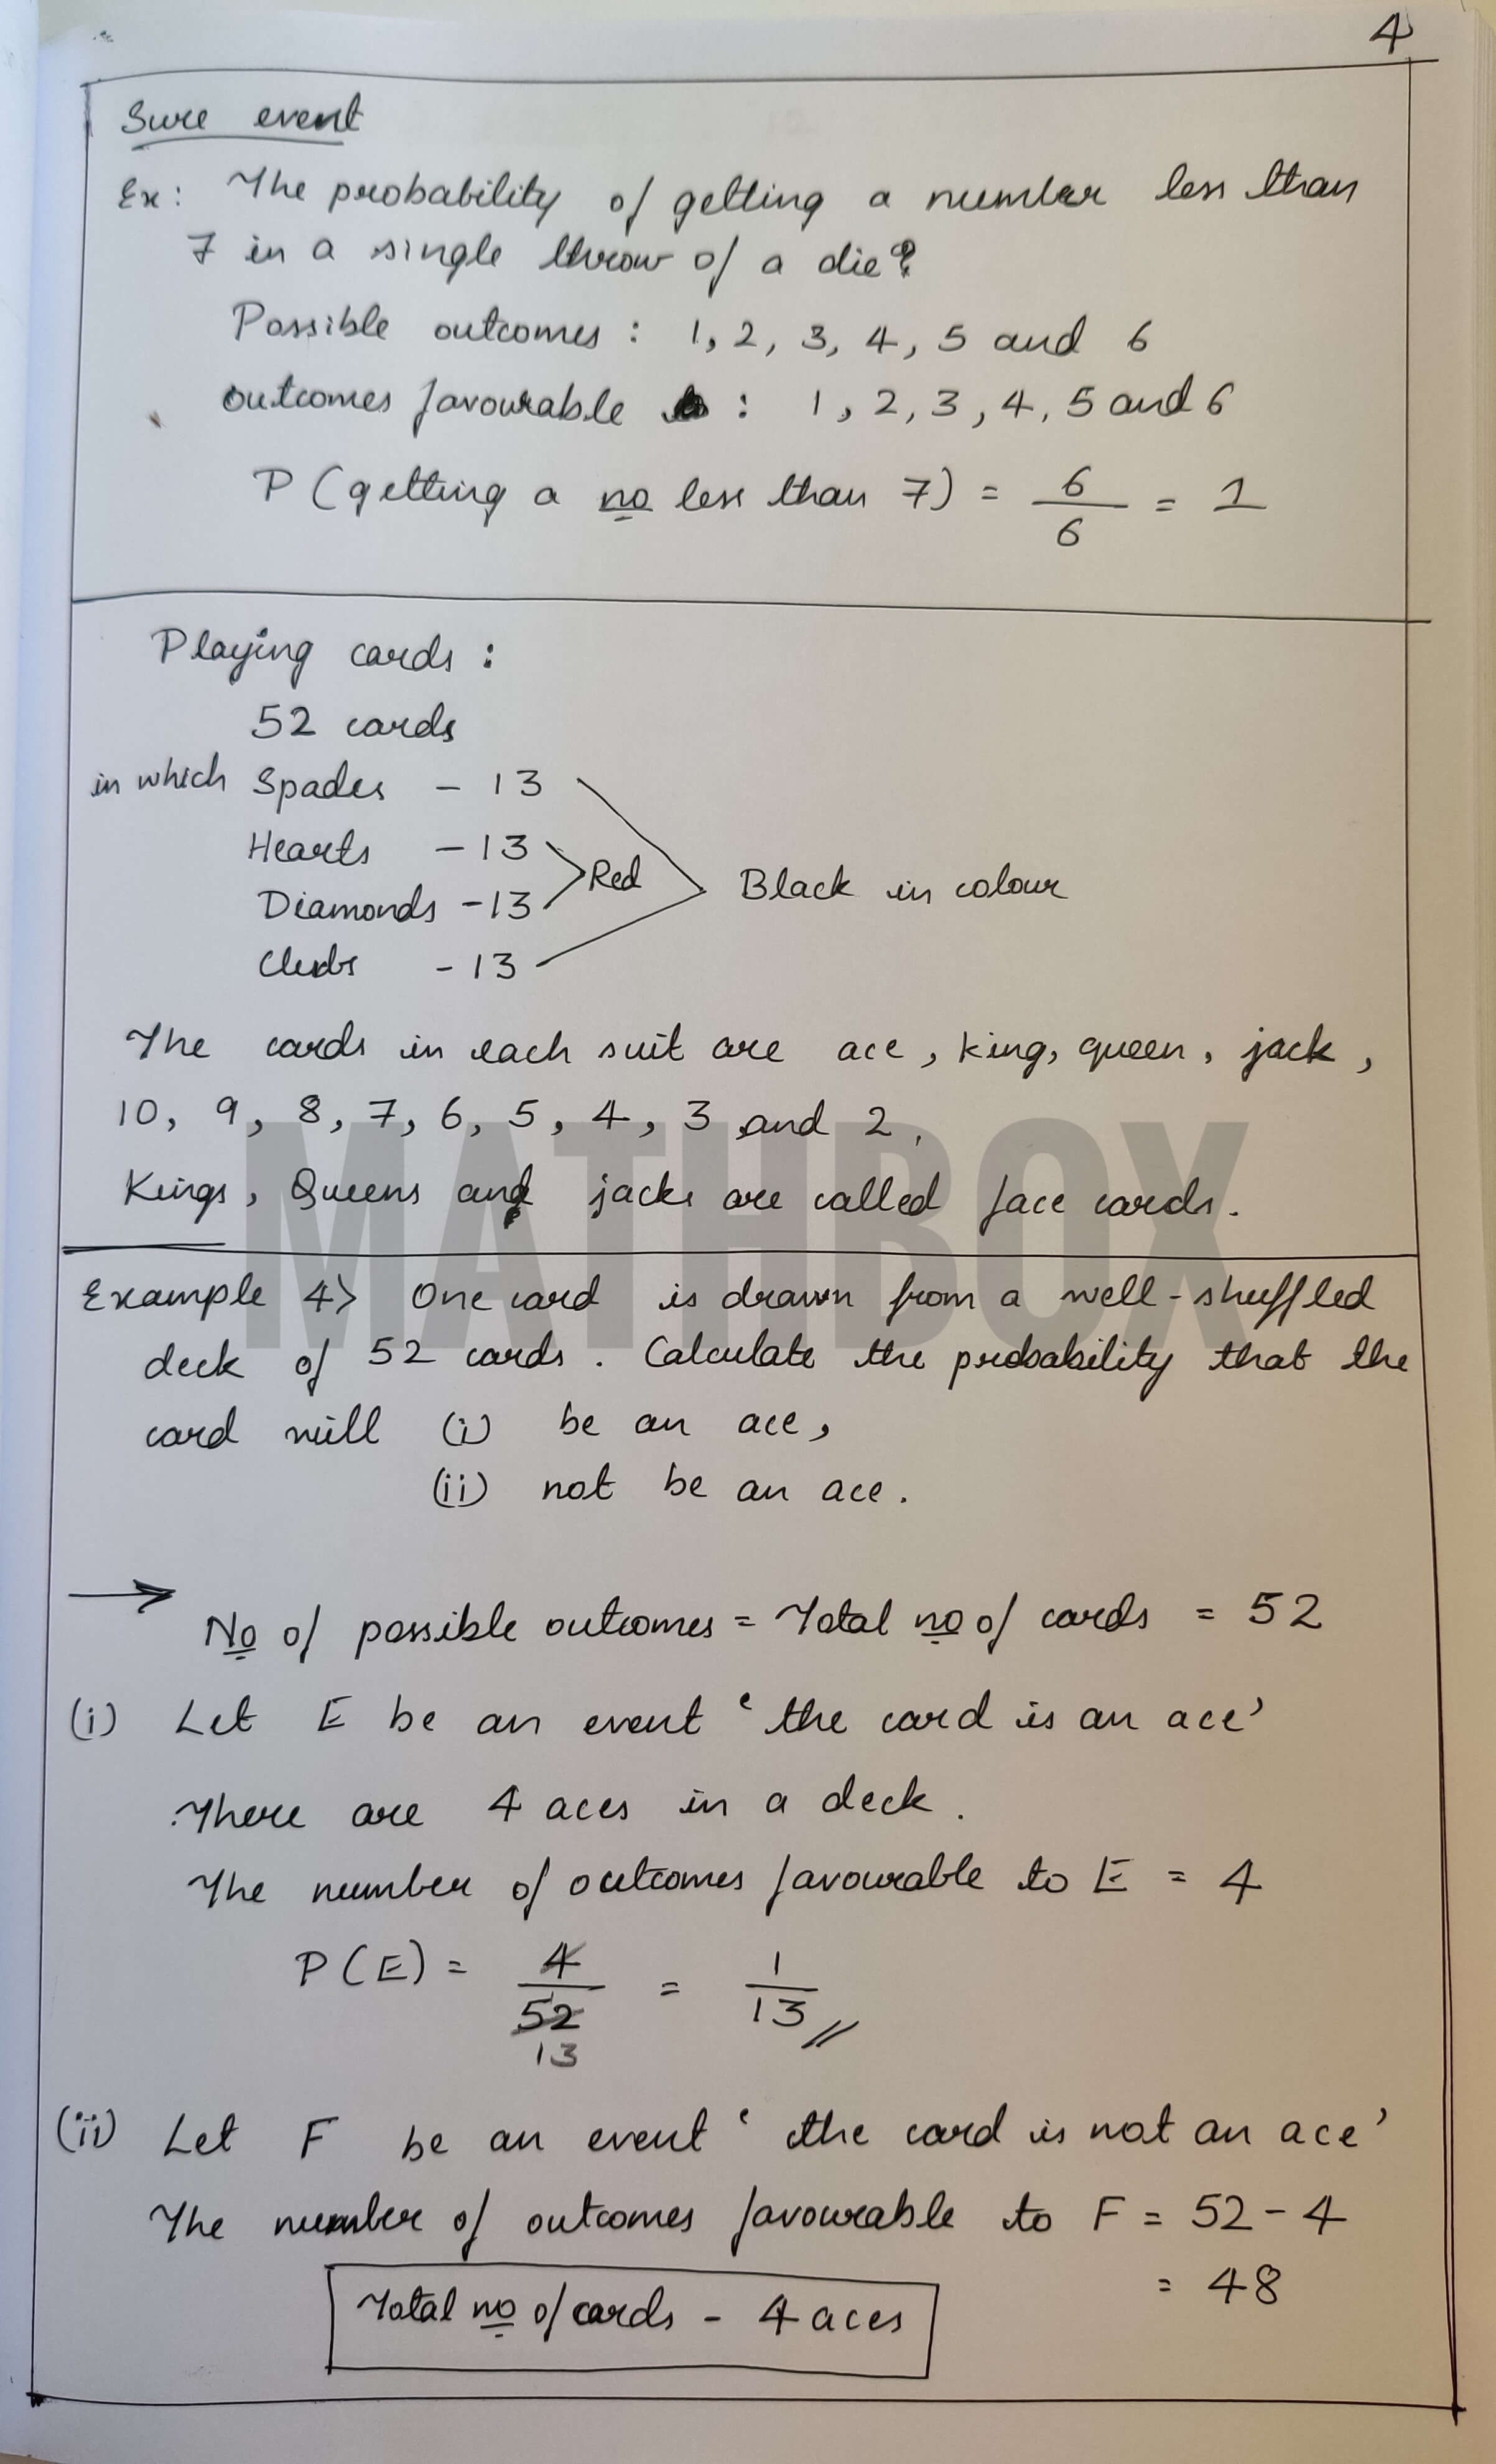 4
Sure event
Ex: The probability of getting a number less than
7 in a single throw of a die?
Possible outcomes : 1, 2, 3, 4, 5 and 6
outcomes favourable : 1, 2, 3, 4, 5 and 6
P (getting a no less than 7) = 6/6 = 1
Playing cards :
52 cards
in which Spades - 13
Hearts - 13
Red
Black in colour
Diamonds - 13
Clubs - 13
The cards in each suit are ace, king, queen, jack,
10, 9, 8, 7, 6, 5, 4, 3 and 2.
Kings, Queens and jacks are called face cards.
MATHBOX
Example 4> One card is drawn from a well-shuffled
deck of 52 cards. Calculate the probability that the
card will (i) be an ace,
(ii) not be an ace.
→ No of possible outcomes = Total no of cards = 52
(i) Let E be an event ‘the card is an ace’
There are 4 aces in a deck.
The number of outcomes favourable to E = 4
P(E) = 4/52 = 1/13 //
13
(ii) Let F be an event ‘the card is not an ace’
The number of outcomes favourable to F = 52 - 4
= 48
Total no of cards - 4 aces